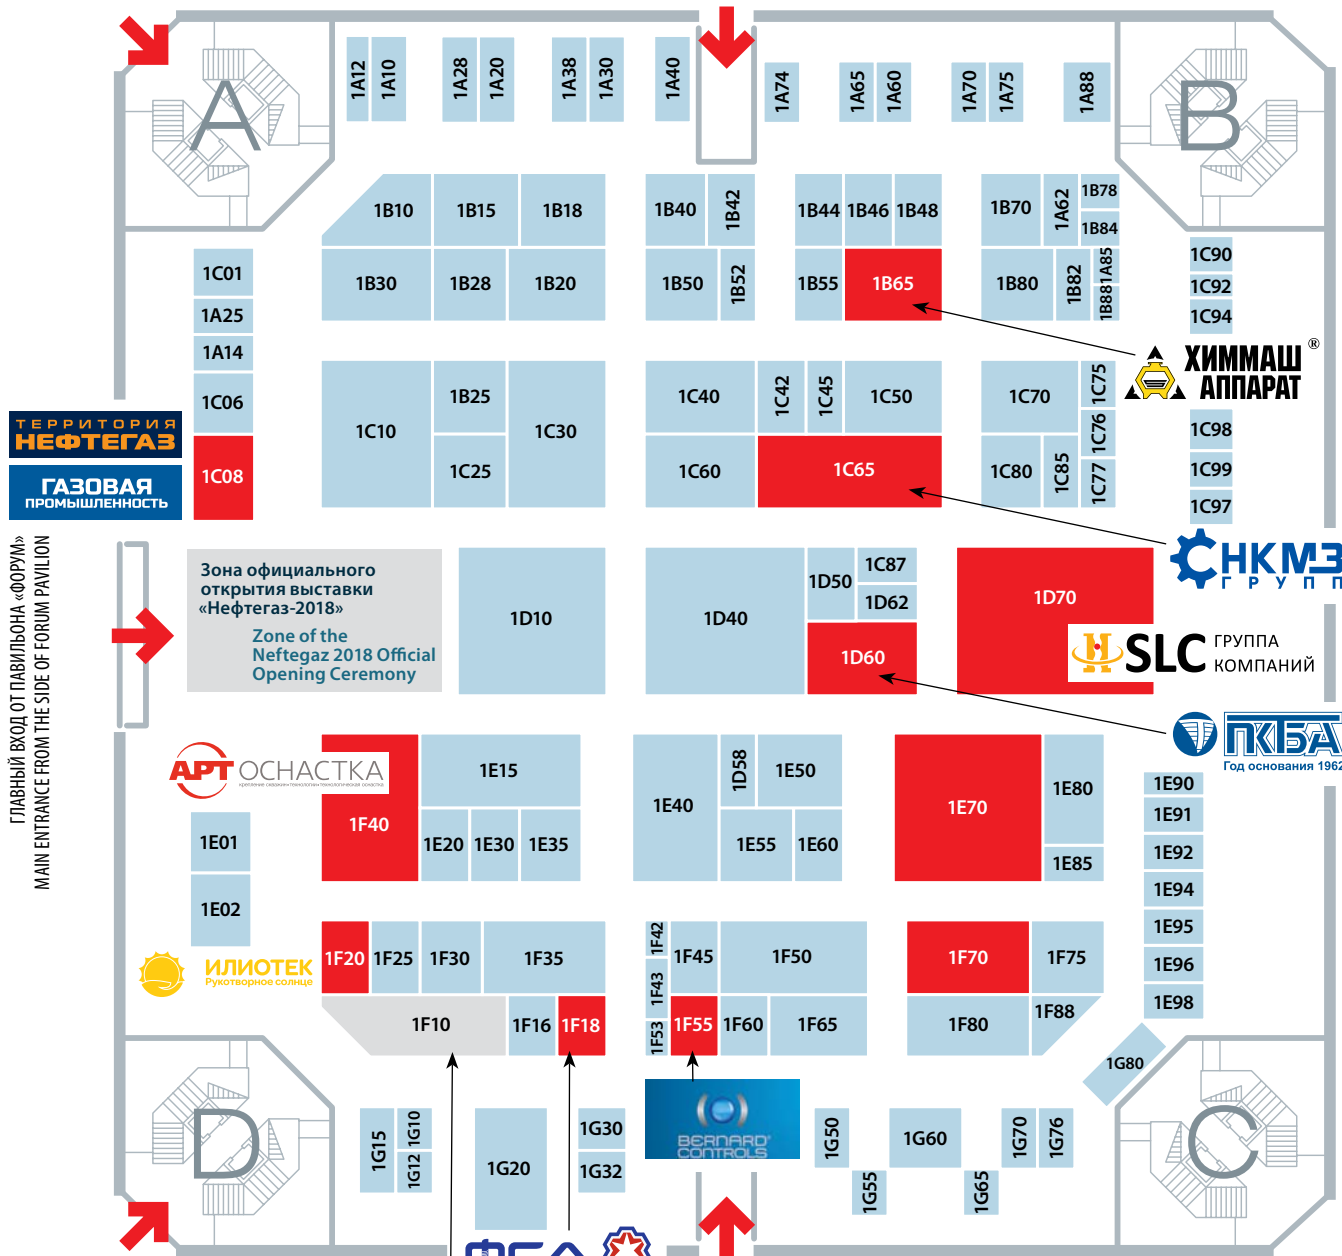 A
B
1A12
1A10
1A28
1A20
1A38
1A30
1A40
1A74
1A65
1A60
1A70
1A75
1A88
1B10
1B15
1B18
1B40
1B42
1B44
1B46
1B48
1B70
1A62
1B78
1B84
1C01
1B30
1B28
1B20
1B50
1B52
1B55
1B65
1B80
1B82
1A85
1B88
1C90
1C92
1C94
1A25
1A14
ХИММАШ
АППАРАТ
®
1C06
1C10
1B25
1C30
1C40
1C42
1C45
1C50
1C70
1C75
1C76
1C98
ТЕРРИТОРИЯ
НЕФТЕГАЗ
ГАЗОВАЯ
ПРОМЫШЛЕННОСТЬ
1C08
1C25
1C60
1C65
1C80
1C85
1C77
1C99
1C97
СНКМЗ
ГРУПП
ГЛАВНЫЙ ВХОД ОТ ПАВИЛЬОНА «ФОРУМ»
MAIN ENTRANCE FROM THE SIDE OF FORUM PAVILION
Зона официального
открытия выставки
«Нефтегаз-2018»
Zone of the
Neftegaz 2018 Official
Opening Ceremony
1D10
1D40
1D50
1C87
1D62
1D60
1D70
SLC
ГРУППА
КОМПАНИЙ
ПКТБА
Год основания 1962
АРТ ОСНАСТКА
1F40
1E15
1E20
1E30
1E35
1E40
1D58
1E50
1E55
1E60
1E70
1E80
1E85
1E90
1E91
1E92
1E94
1E95
1E96
1E98
1E01
1E02
ИЛИОТЕК
Рукотворное солнце
1F20
1F25
1F30
1F35
1F42
1F43
1F53
1F45
1F50
1F70
1F75
1F10
1F16
1F18
1F55
1F60
1F65
1F80
1F88
1G80
BERNARD
CONTROLS
D
C
1G15
1G10
1G12
1G20
1G30
1G32
1G50
1G55
1G60
1G65
1G70
1G76